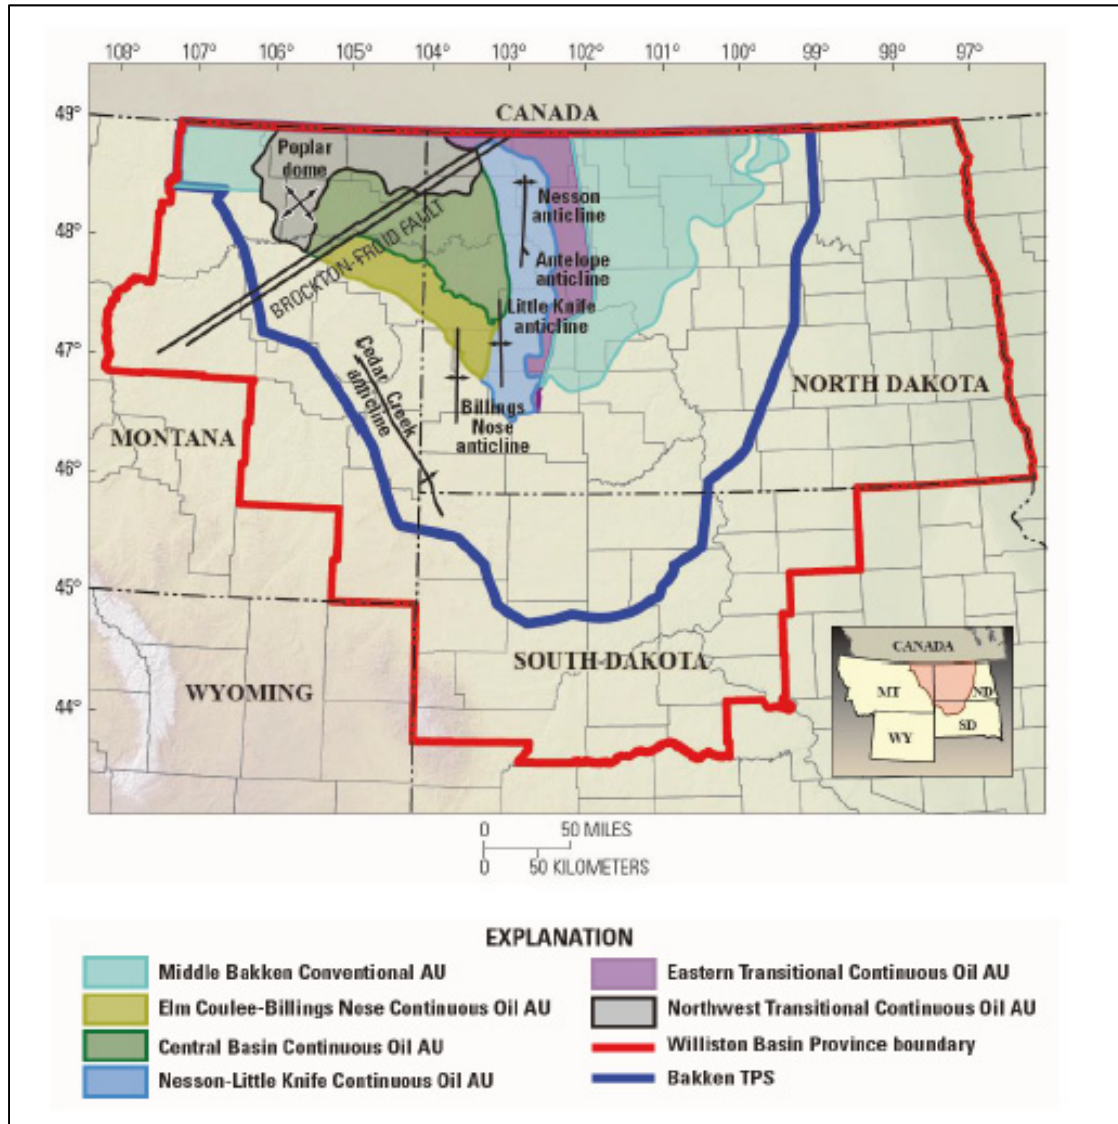 108° 107° 106° 105° 104° 103° 102° 101° 100° 99° 98° 97°
49°
48°
47°
46°
45°
44°
CANADA
Poplar
dome
Nesson
anticline
BROCKTON-FROID FAULT
Antelope
anticline
Little Knife
anticline
Cedar Creek
anticline
Billings
Nose
anticline
MONTANA
NORTH DAKOTA
SOUTH DAKOTA
WYOMING
CANADA
MT
ND
SD
WY
0 50 MILES
0 50 KILOMETERS
EXPLANATION
Middle Bakken Conventional AU
Elm Coulee-Billings Nose Continuous Oil AU
Central Basin Continuous Oil AU
Nesson-Little Knife Continuous Oil AU
Eastern Transitional Continuous Oil AU
Northwest Transitional Continuous Oil AU
Williston Basin Province boundary
Bakken TPS